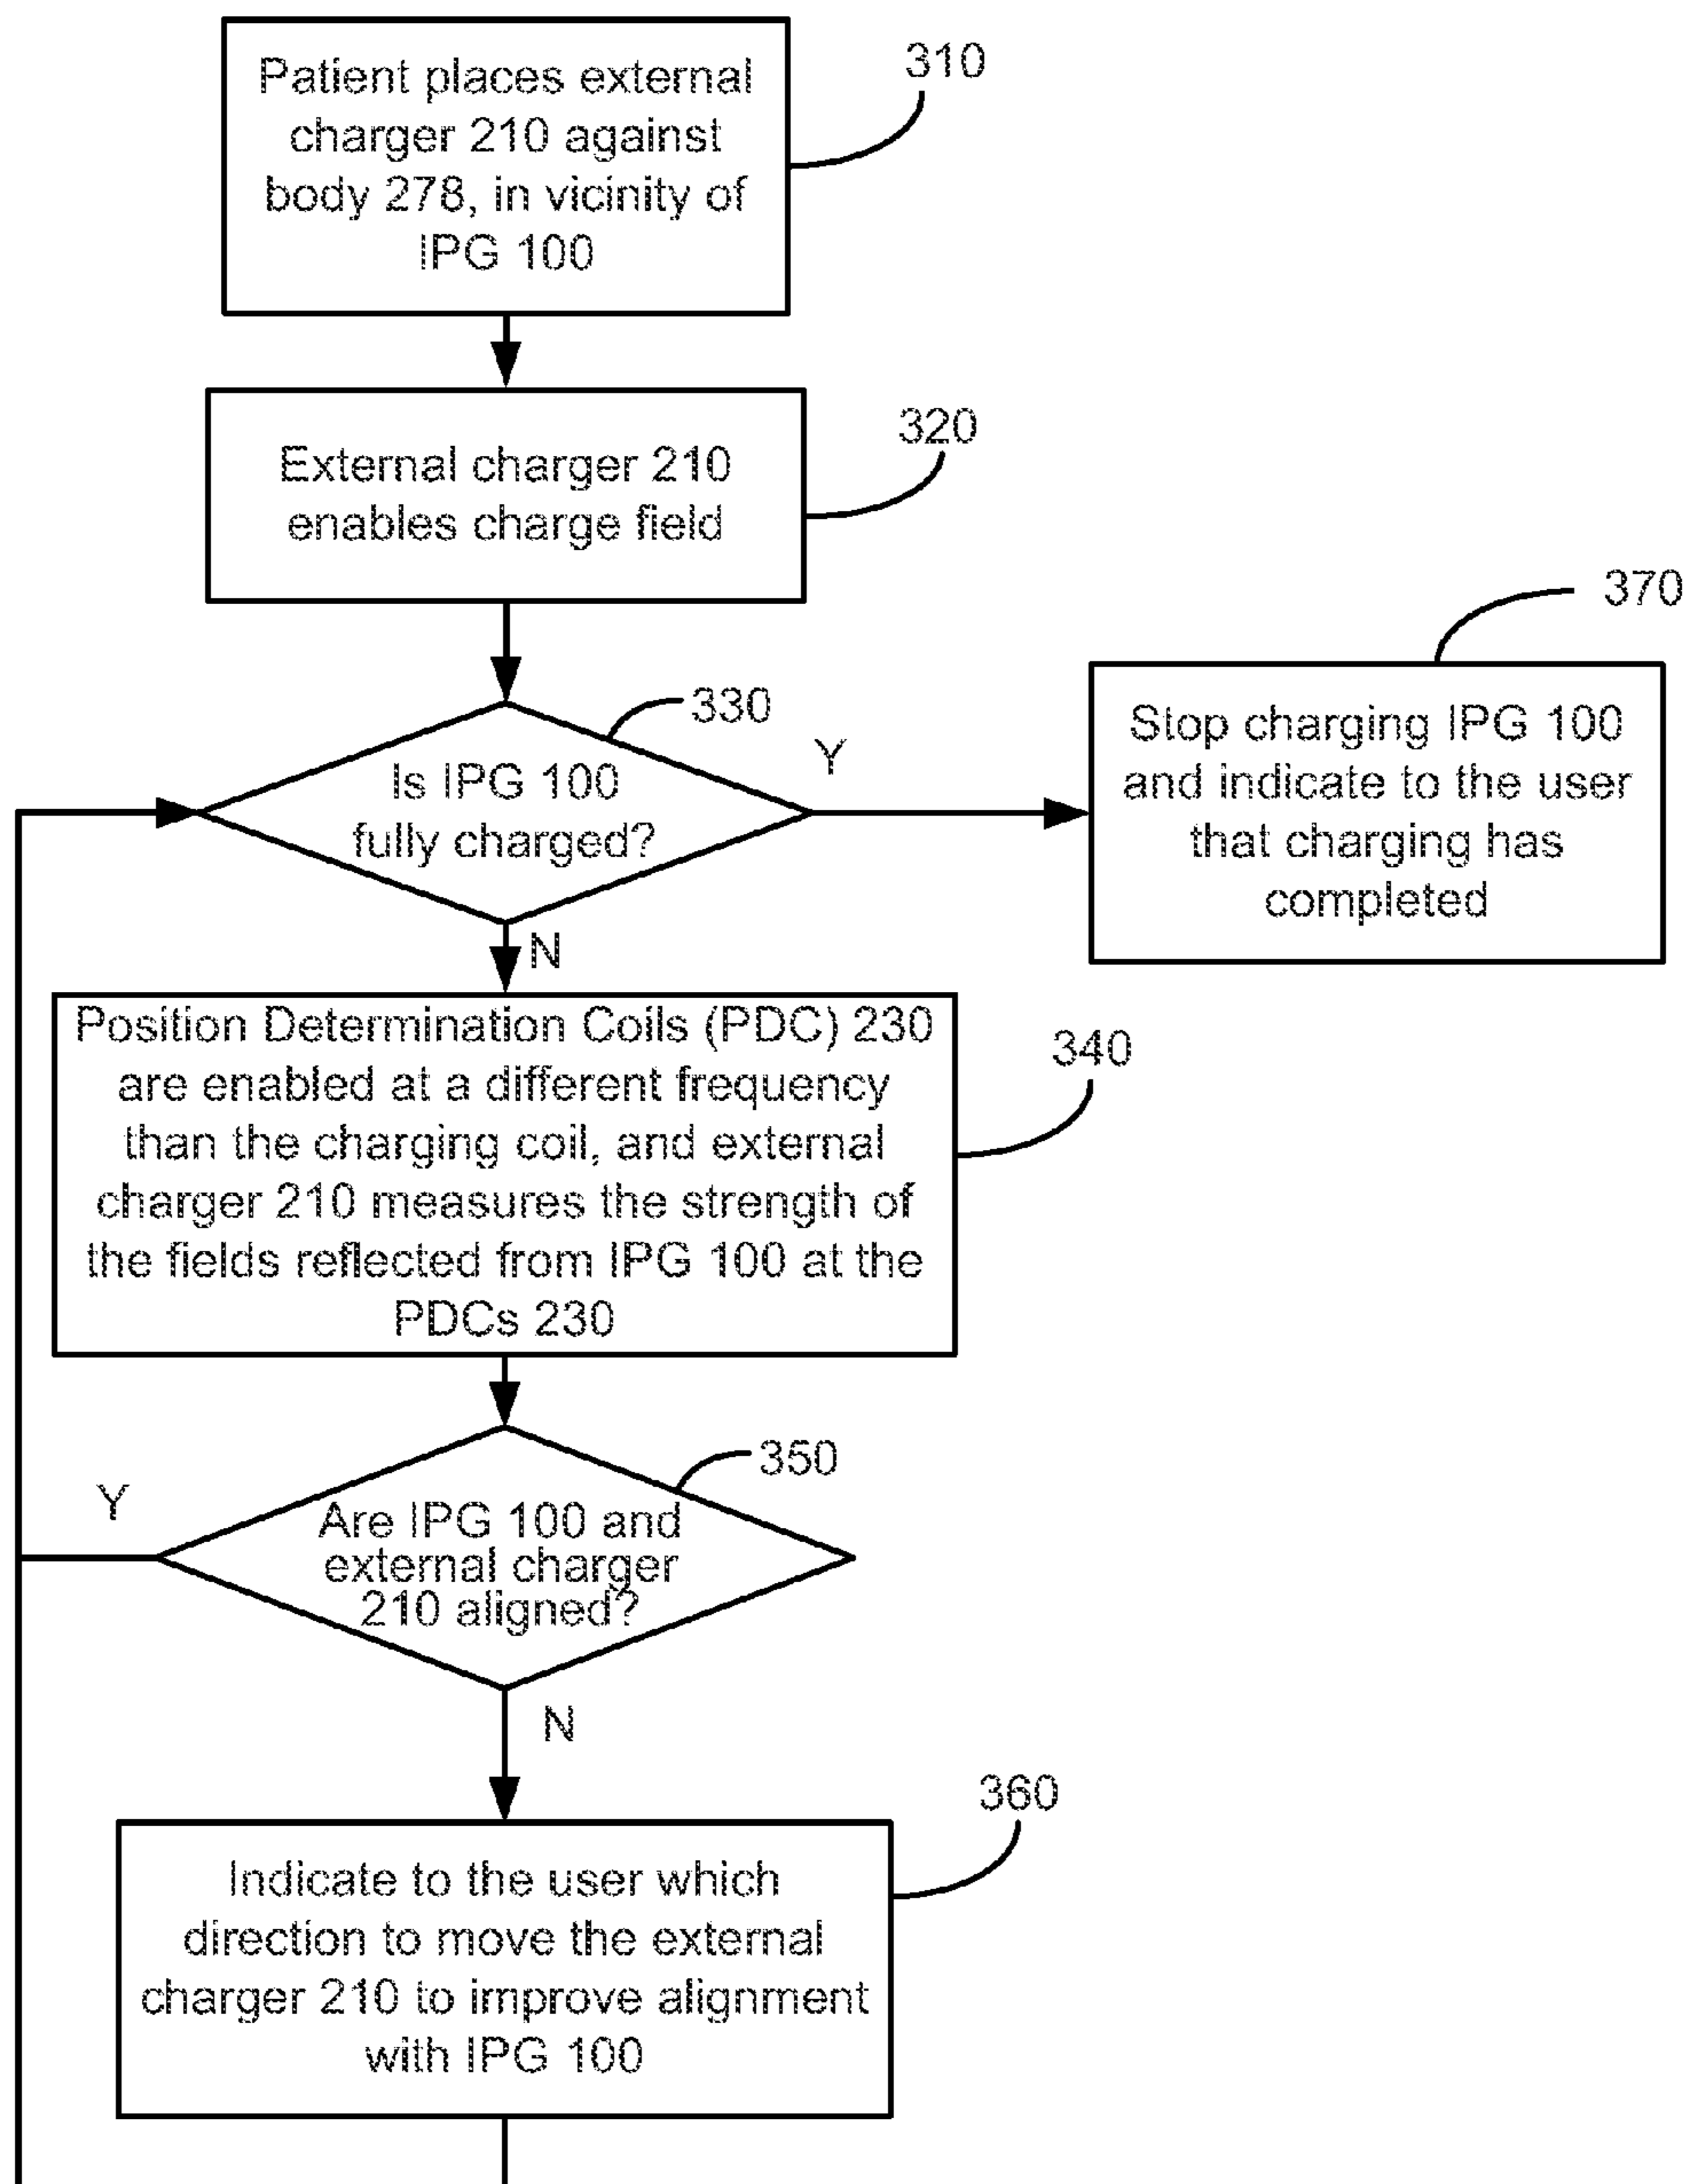 Patient places external
charger 210 against
body 278, in vicinity of
IPG 100
310
External charger 210
enables charge field
320
Is IPG 100
fully charged?
330
Y
N
Stop charging IPG 100
and indicate to the user
that charging has
completed
370
Position Determination Coils (PDC) 230
are enabled at a different frequency
than the charging coil, and external
charger 210 measures the strength of
the fields reflected from IPG 100 at the
PDCs 230
340
Are IPG 100 and
external charger
210 aligned?
350
Y
N
Indicate to the user which
direction to move the external
charger 210 to improve alignment
with IPG 100
360